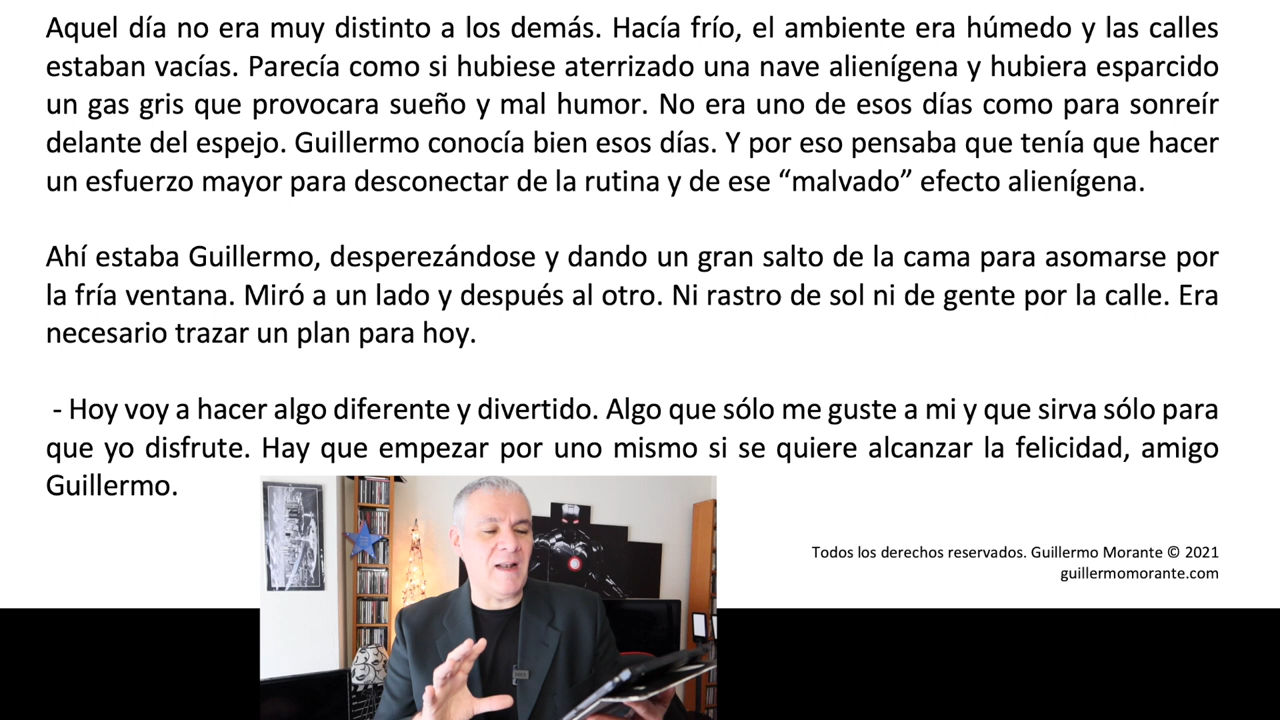 Aquel día no era muy distinto a los demás. Hacía frío, el ambiente era húmedo y las calles
estaban vacías. Parecía como si hubiese aterrizado una nave alienígena y hubiera esparcido
un gas gris que provocara sueño y mal humor. No era uno de esos días como para sonreír
delante del espejo. Guillermo conocía bien esos días. Y por eso pensaba que tenía que hacer
un esfuerzo mayor para desconectar de la rutina y de ese “malvado” efecto alienígena.
Ahí estaba Guillermo, desperezándose y dando un gran salto de la cama para asomarse por
la fría ventana. Miró a un lado y después al otro. Ni rastro de sol ni de gente por la calle. Era
necesario trazar un plan para hoy.
- Hoy voy a hacer algo diferente y divertido. Algo que sólo me guste a mi y que sirva sólo para
que yo disfrute. Hay que empezar por uno mismo si se quiere alcanzar la felicidad, amigo
Guillermo.
Todos los derechos reservados. Guillermo Morante © 2021
guillermomorante.com